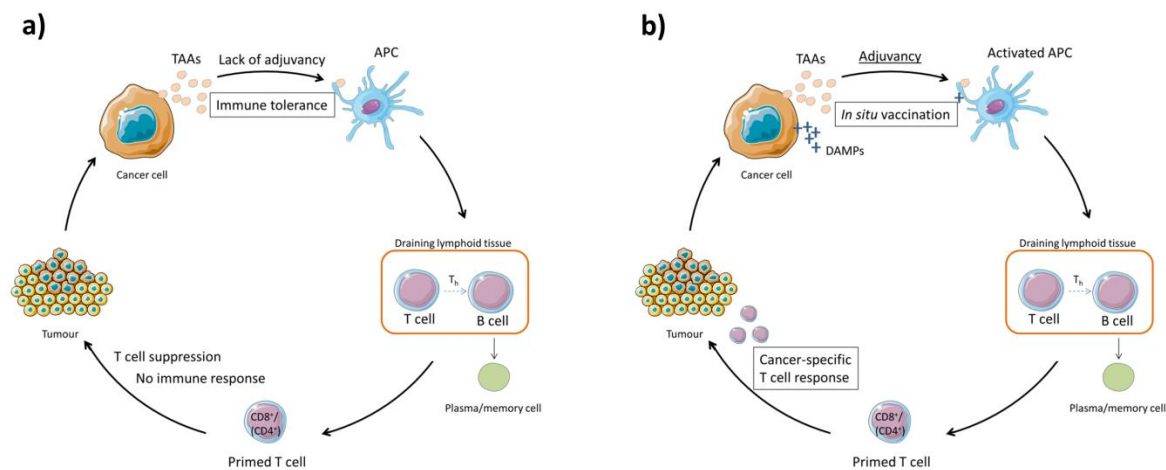 a)
TAAs
Lack of adjuvancy
APC
Immune tolerance
Cancer cell
Draining lymphoid tissue
Th
T cell
B cell
Tumour
T cell suppression
No immune response
Plasma/memory cell
CD8+/
(CD4+)
Primed T cell
b)
TAAs
Adjuvancy
Activated APC
In situ vaccination
DAMPs
Cancer cell
Draining lymphoid tissue
Th
T cell
B cell
Tumour
Cancer-specific
T cell response
Plasma/memory cell
CD8+/
(CD4+)
Primed T cell